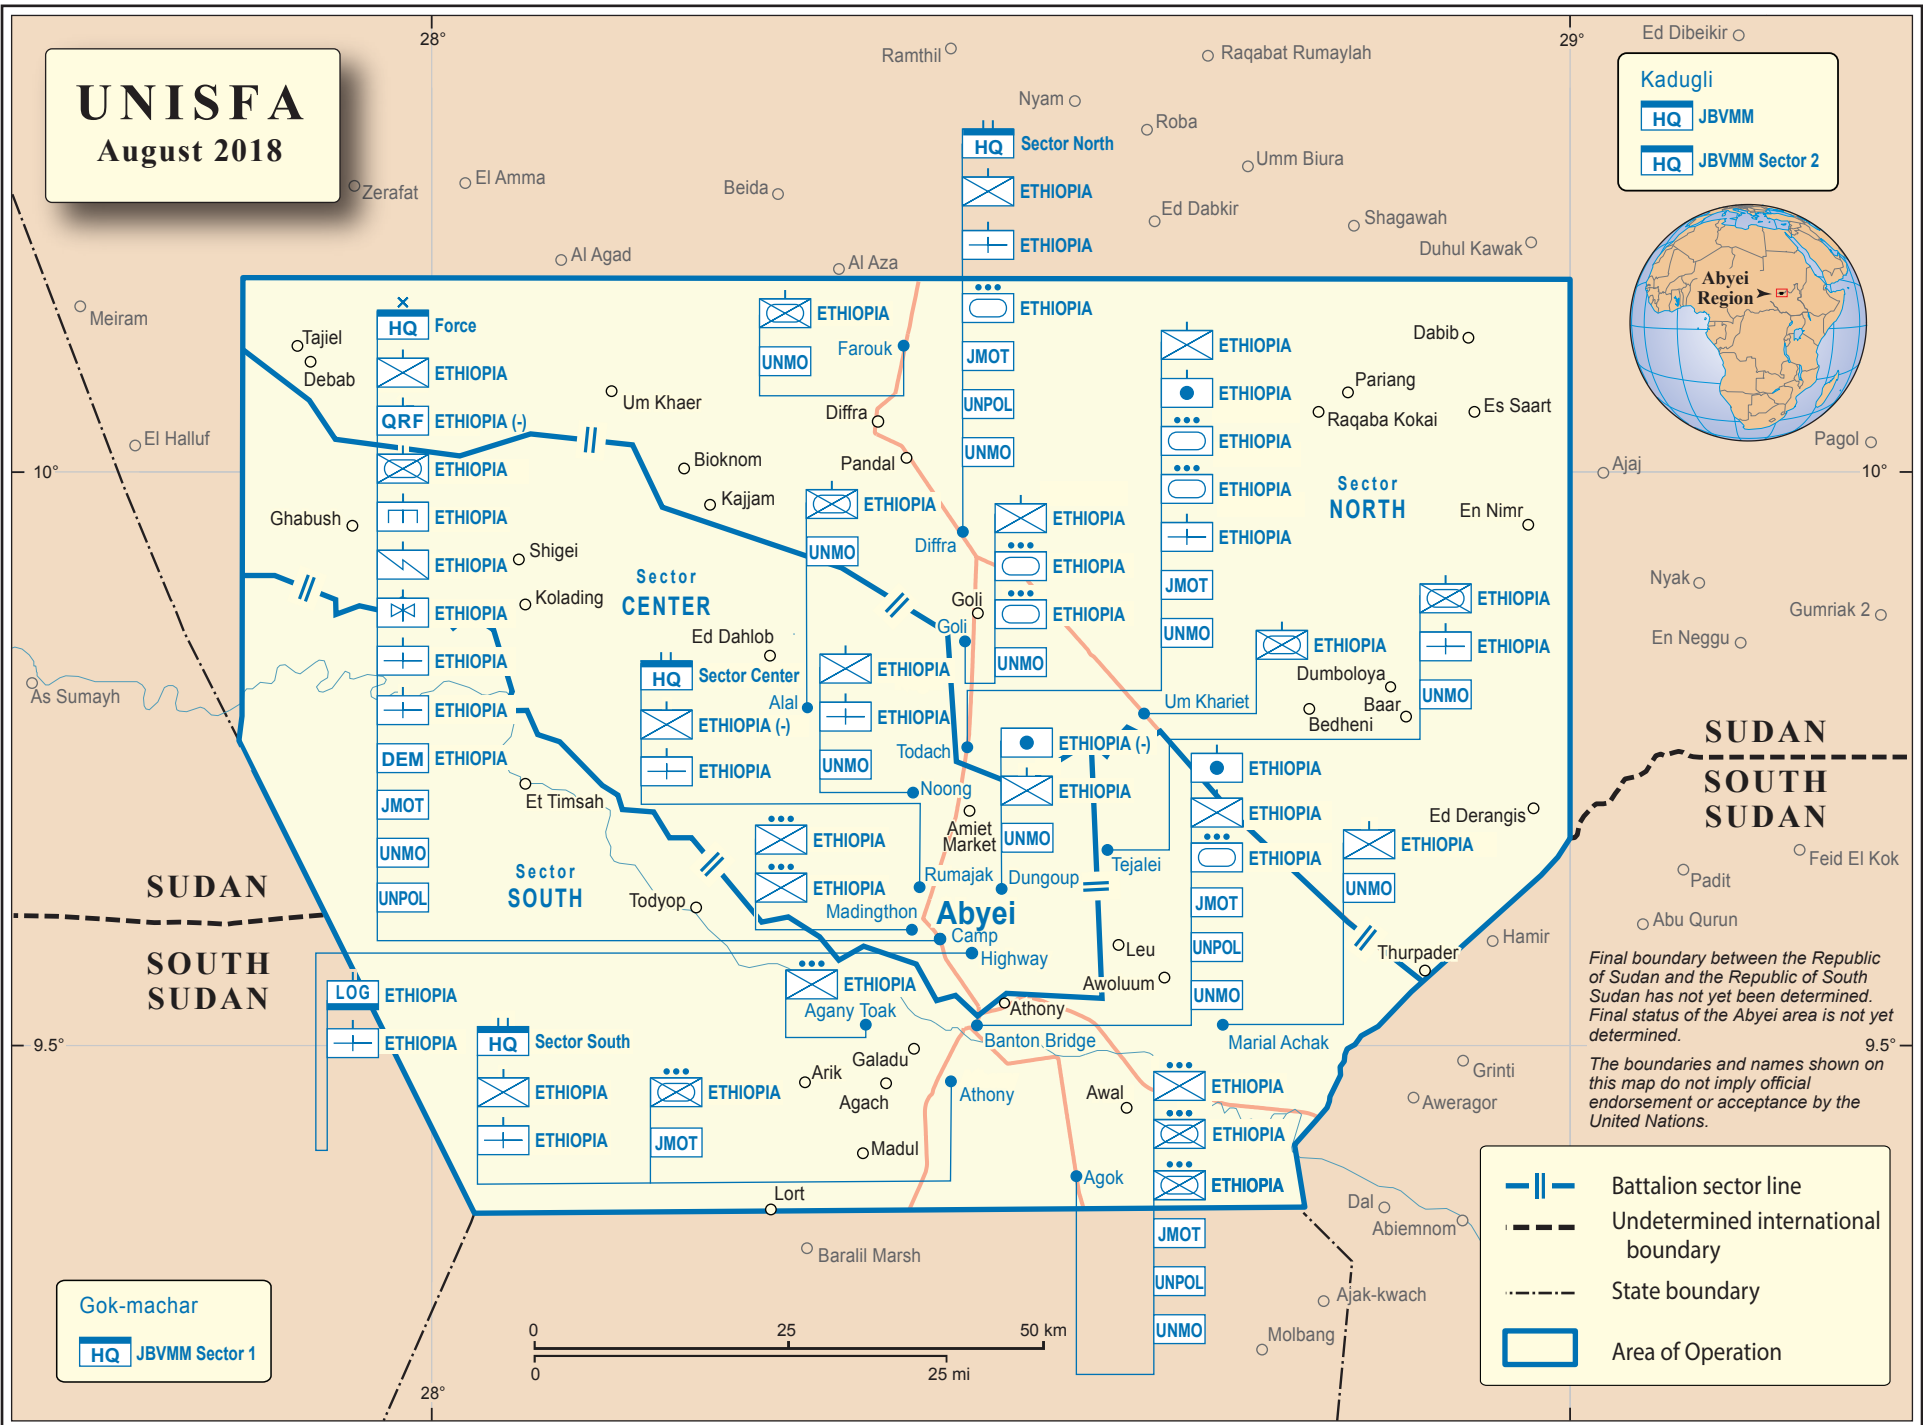 UNISFA
August 2018
28°
29°
Ramthil
Raqabat Rumaylah
Ed Dibeikir
Nyam
Roba
Umm Biura
Zerafat
El Amma
Beida
Ed Dabkir
Shagawah
Duhul Kawak
Al Agad
Al Aza
Meiram
El Halluf
Kadugli
HQ JBVMM
HQ JBVMM Sector 2
Abyei
Region
HQ Sector North
ETHIOPIA
ETHIOPIA
ETHIOPIA
JMOT
UNPOL
UNMO
Diffra
Tajiel
Debab
HQ Force
ETHIOPIA
QRF ETHIOPIA (-)
ETHIOPIA
ETHIOPIA
ETHIOPIA
ETHIOPIA
ETHIOPIA
ETHIOPIA
DEM ETHIOPIA
JMOT
UNMO
UNPOL
ETHIOPIA
UNMO
Farouk
Um Khaer
Diffra
Pandal
Bioknom
Kajjam
ETHIOPIA
UNMO
Alal
ETHIOPIA
ETHIOPIA
ETHIOPIA
UNMO
Goli
Goli
ETHIOPIA
ETHIOPIA
ETHIOPIA
ETHIOPIA
ETHIOPIA
JMOT
UNMO
Todach
Dabib
Pariang
Raqaba Kokai
Es Saart
Sector
NORTH
En Nimr
Pagol
Ajaj
10°
10°
Ghabush
Shigei
Kolading
Sector
CENTER
Ed Dahlob
HQ Sector Center
ETHIOPIA (-)
ETHIOPIA
Rumajak
ETHIOPIA
ETHIOPIA
UNMO
Noong
ETHIOPIA
UNMO
ETHIOPIA
Um Khariet
ETHIOPIA
ETHIOPIA
UNMO
Tejalei
Dumboloya
Baar
Bedheni
Nyak
Gumriak 2
En Neggu
As Sumayh
Et Timsah
ETHIOPIA (-)
ETHIOPIA
UNMO
Dungoup
Amiet
Market
ETHIOPIA
ETHIOPIA
ETHIOPIA
JMOT
UNPOL
UNMO
Banton Bridge
ETHIOPIA
UNMO
Marial Achak
Ed Derangis
SUDAN
SOUTH
SUDAN
Feid El Kok
Padit
Abu Qurun
Hamir
Thurpader
Sector
SOUTH
Todyop
ETHIOPIA
ETHIOPIA
Madingthon
Abyei
Camp
Highway
Leu
Awoluum
Athony
SUDAN
SOUTH
SUDAN
LOG ETHIOPIA
ETHIOPIA
ETHIOPIA
Agany Toak
Galadu
Arik
Agach
Madul
Lort
9.5°
9.5°
HQ Sector South
ETHIOPIA
ETHIOPIA
ETHIOPIA
JMOT
Athony
Awal
Agok
ETHIOPIA
ETHIOPIA
ETHIOPIA
JMOT
UNPOL
UNMO
Grinti
Aweragor
Dal
Abiemnom
Ajak-kwach
Molbang
Baralil Marsh
Final boundary between the Republic
of Sudan and the Republic of South
Sudan has not yet been determined.
Final status of the Abyei area is not yet
determined.
The boundaries and names shown on
this map do not imply official
endorsement or acceptance by the
United Nations.
Battalion sector line
Undetermined international
boundary
State boundary
Area of Operation
Gok-machar
HQ JBVMM Sector 1
0 25 50 km
0 25 mi
28°